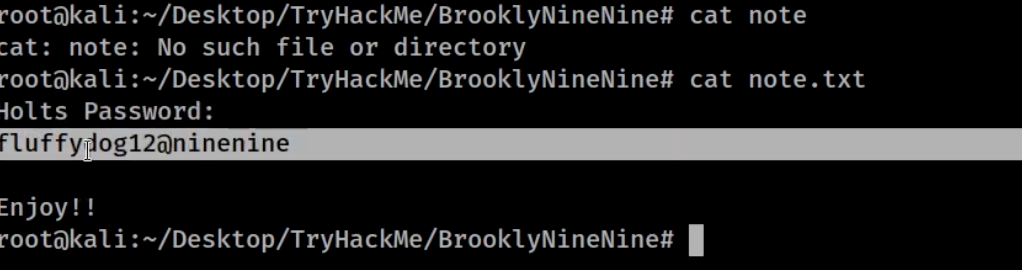 root@kali:~/Desktop/TryHackMe/BrooklyNineNine# cat note
cat: note: No such file or directory
root@kali:~/Desktop/TryHackMe/BrooklyNineNine# cat note.txt
Holts Password:
fluffydog12@ninenine
Enjoy!!
root@kali:~/Desktop/TryHackMe/BrooklyNineNine#